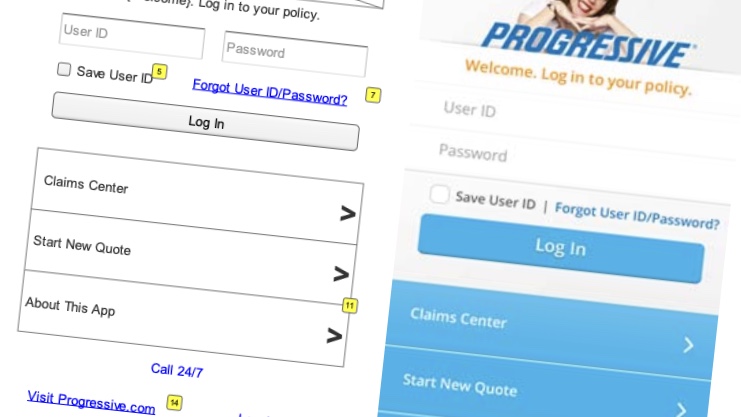 . Log in to your policy.
User ID
Password
Save User ID
5
Forgot User ID/Password?
7
Log In
Claims Center
Start New Quote
About This App
11
Call 24/7
Visit Progressive.com
14
PROGRESSIVE
Welcome. Log in to your policy.
User ID
Password
Save User ID | Forgot User ID/Password?
Log In
Claims Center
Start New Quote